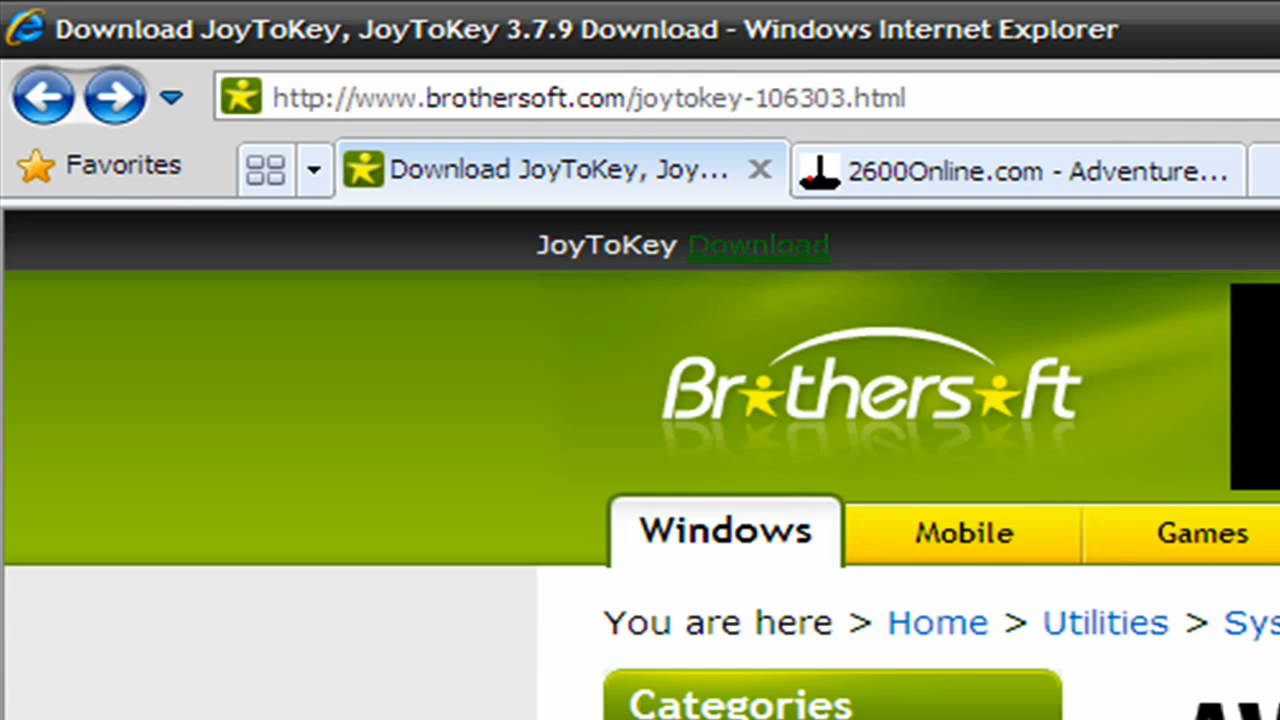 Download JoyToKey, JoyToKey 3.7.9 Download - Windows Internet Explorer
http://www.brothersoft.com/joytokey-106303.html
Favorites
Download JoyToKey, Joy...
2600Online.com - Adventure...
JoyToKey Download
Brothersoft
Windows
Mobile
Games
You are here > Home > Utilities > Sys
Categories